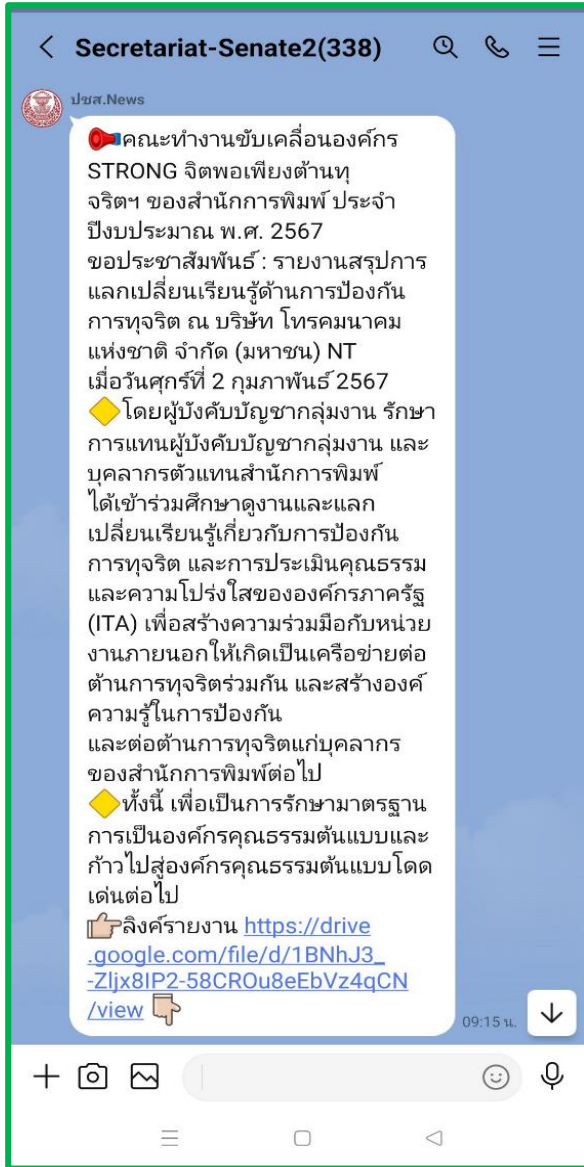 Secretariat-Senate2(338)
ปชส.News
คณะทำงานขับเคลื่อนองค์กร
STRONG จิตพอเพียงต้านทุ
จริตฯ ของสำนักการพิมพ์ ประจำ
ปีงบประมาณ พ.ศ. 2567
ขอประชาสัมพันธ์ : รายงานสรุปการ
แลกเปลี่ยนเรียนรู้ด้านการป้องกัน
การทุจริต ณ บริษัท โทรคมนาคม
แห่งชาติ จำกัด (มหาชน) NT
เมื่อวันศุกร์ที่ 2 กุมภาพันธ์ 2567
โดยผู้บังคับบัญชากลุ่มงาน รักษา
การแทนผู้บังคับบัญชากลุ่มงาน และ
บุคลากรตัวแทนสำนักการพิมพ์
ได้เข้าร่วมศึกษาดูงานและแลก
เปลี่ยนเรียนรู้เกี่ยวกับการป้องกัน
การทุจริต และการประเมินคุณธรรม
และความโปร่งใสขององค์กรภาครัฐ
(ITA) เพื่อสร้างความร่วมมือกับหน่วย
งานภายนอกให้เกิดเป็นเครือข่ายต่อ
ต้านการทุจริตร่วมกัน และสร้างองค์
ความรู้ในการป้องกัน
และต่อต้านการทุจริตแก่บุคลากร
ของสำนักการพิมพ์ต่อไป
ทั้งนี้ เพื่อเป็นการรักษามาตรฐาน
การเป็นองค์กรคุณธรรมต้นแบบและ
ก้าวไปสู่องค์กรคุณธรรมต้นแบบโดด
เด่นต่อไป
ลิงค์รายงาน https://drive
.google.com/file/d/1BNhJ3_
-Zljx8IP2-58CROu8eEbVz4qCN
/view
09:15 น.